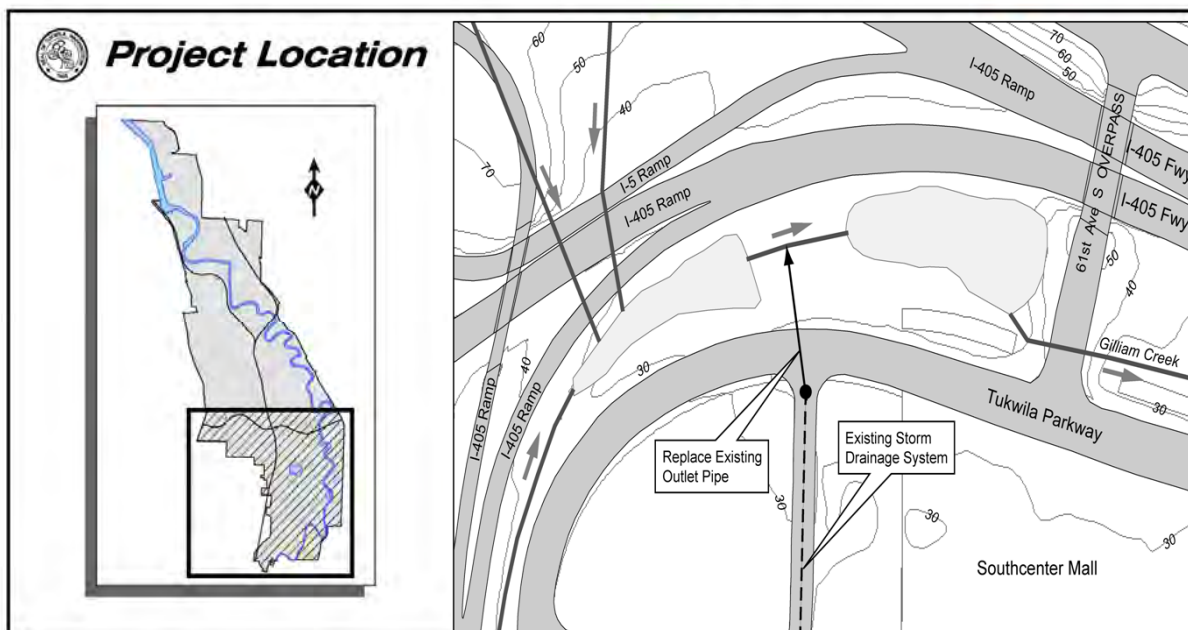 Project Location
N
60
50
40
70
70
60
50
I-405 Ramp
61st Ave S OVERPASS
I-405 Fwy
I-405 Fwy
I-5 Ramp
I-405 Ramp
50
40
Gilliam Creek
30
30
40
I-405 Ramp
I-405 Ramp
Tukwila Parkway
Replace Existing
Outlet Pipe
Existing Storm
Drainage System
30
30
30
Southcenter Mall